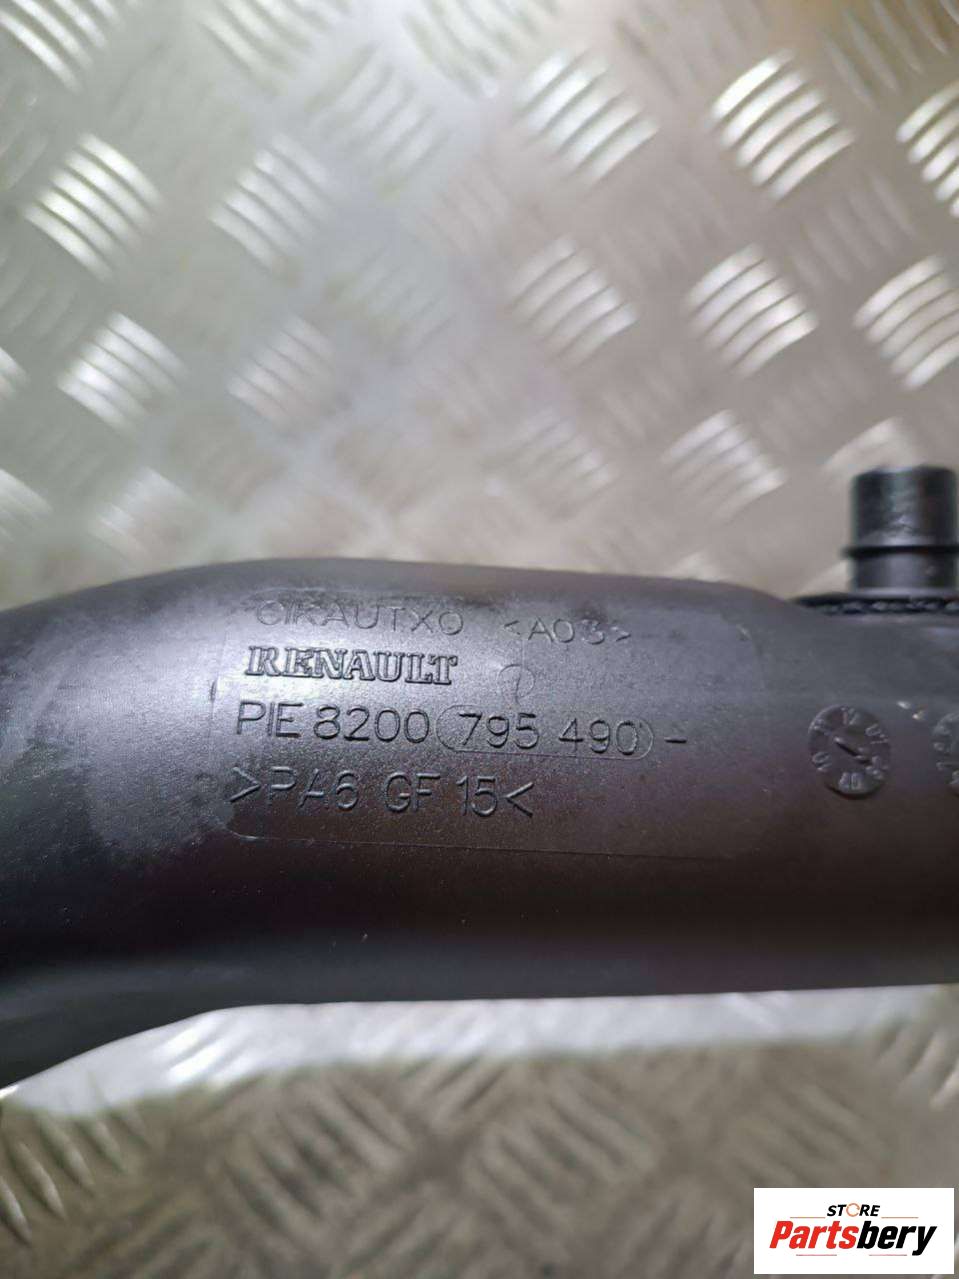 CIKAUTXO <A03>
RENAULT
PIE 8200 795 490 -
>PA6 GF 15<
STORE
Partsbery